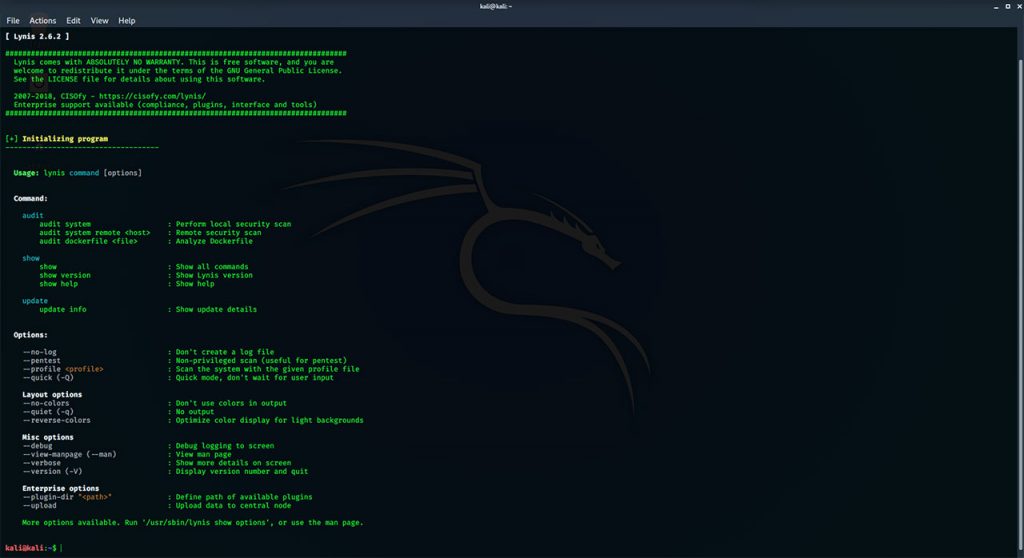 kali@kali: ~
File Actions Edit View Help
[ Lynis 2.6.2 ]
################################################################################
Lynis comes with ABSOLUTELY NO WARRANTY. This is free software, and you are
welcome to redistribute it under the terms of the GNU General Public License.
See the LICENSE file for details about using this software.
2007-2018, CISOfy - https://cisofy.com/lynis/
Enterprise support available (compliance, plugins, interface and tools)
################################################################################
[+] Initializing program
------------------------------------
Usage: lynis command [options]
Command:
audit
audit system : Perform local security scan
audit system remote <host> : Remote security scan
audit dockerfile <file> : Analyze Dockerfile
show
show : Show all commands
show version : Show Lynis version
show help : Show help
update
update info : Show update details
Options:
--no-log : Don't create a log file
--pentest : Non-privileged scan (useful for pentest)
--profile <profile> : Scan the system with the given profile file
--quick (-Q) : Quick mode, don't wait for user input
Layout options
--no-colors : Don't use colors in output
--quiet (-q) : No output
--reverse-colors : Optimize color display for light backgrounds
Misc options
--debug : Debug logging to screen
--view-manpage (--man) : View man page
--verbose : Show more details on screen
--version (-V) : Display version number and quit
Enterprise options
--plugin-dir "<path>" : Define path of available plugins
--upload : Upload data to central node
More options available. Run '/usr/sbin/lynis show options', or use the man page.
kali@kali:~$